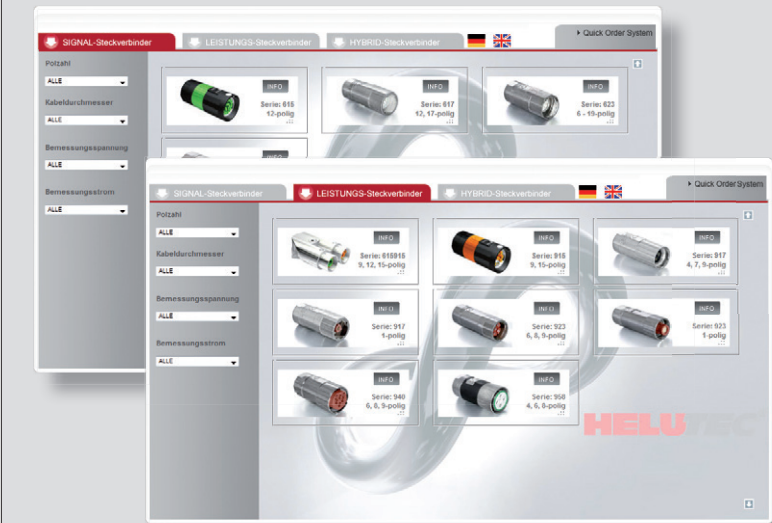 SIGNAL-Steckverbinder
LEISTUNGS-Steckverbinder
HYBRID-Steckverbinder
Quick Order System
Polzahl
ALLE
Kabeldurchmesser
ALLE
Bemessungsspannung
ALLE
Bemessungsstrom
ALLE
INFO
Serie: 615
12-polig
INFO
Serie: 617
12, 17-polig
INFO
Serie: 623
6 - 19-polig
INFO
SIGNAL-Steckverbinder
LEISTUNGS-Steckverbinder
HYBRID-Steckverbinder
Quick Order System
Polzahl
ALLE
Kabeldurchmesser
ALLE
Bemessungsspannung
ALLE
Bemessungsstrom
ALLE
INFO
Serie: 615915
9, 12, 15-polig
INFO
Serie: 915
9, 15-polig
INFO
Serie: 917
4, 7, 9-polig
INFO
Serie: 917
1-polig
INFO
Serie: 923
6, 8, 9-polig
INFO
Serie: 923
1-polig
INFO
Serie: 940
6, 8, 9-polig
INFO
Serie: 958
4, 6, 8-polig
HELUTEC